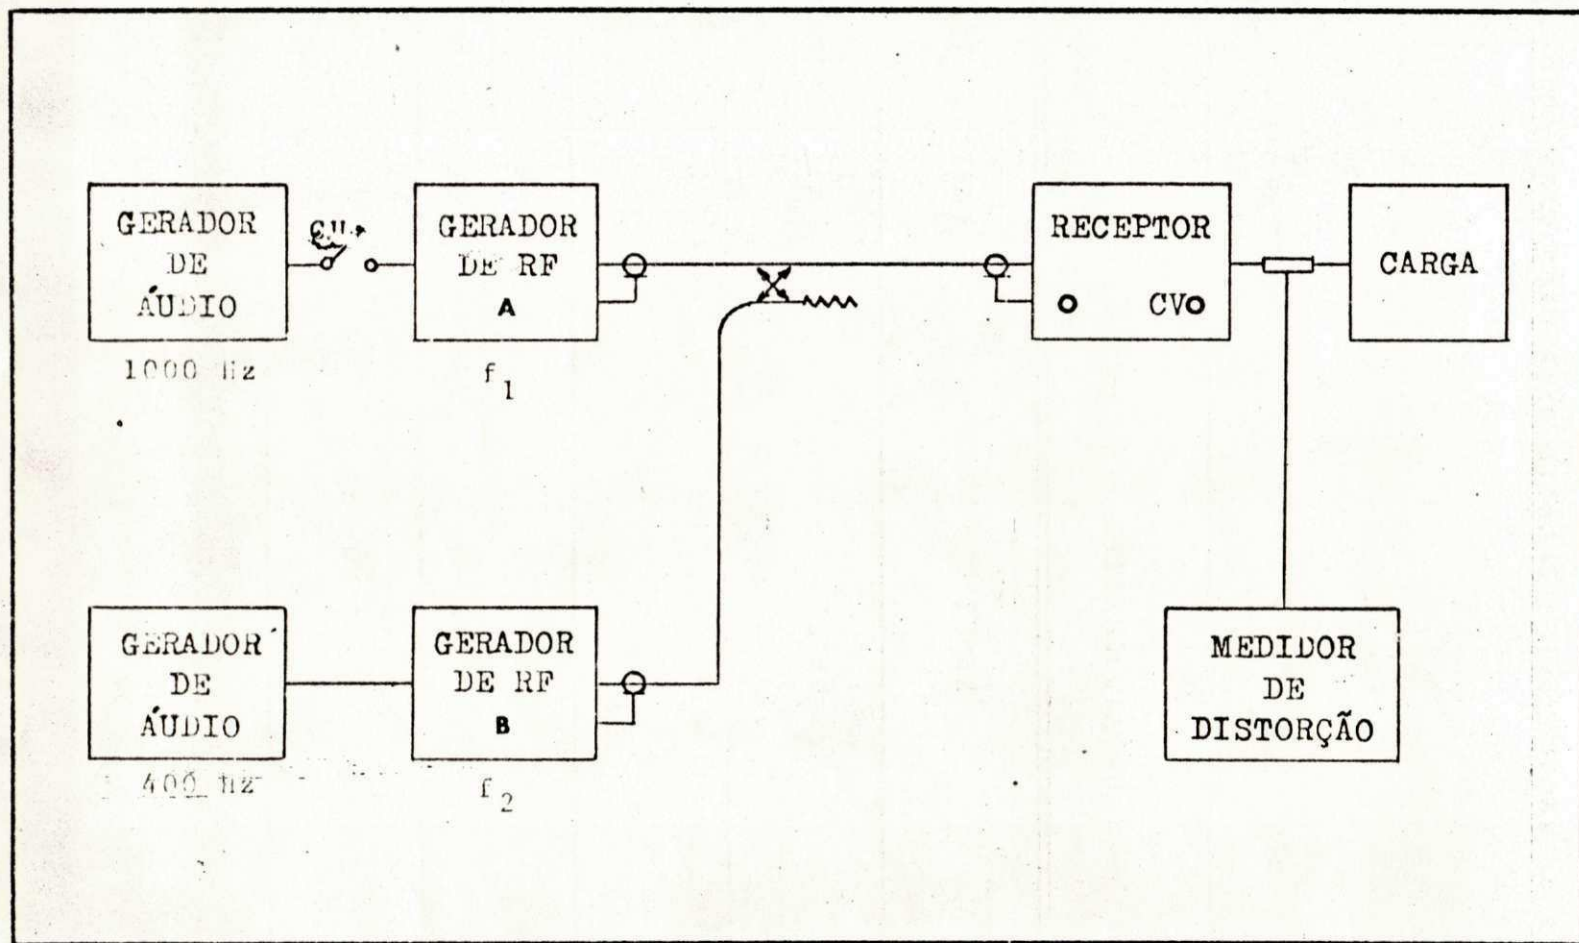 GERADOR
DE
ÁUDIO
1000 Hz
GERADOR
DE RF
A
f1
RECEPTOR
CVO
CARGA
GERADOR
DE
ÁUDIO
400 Hz
GERADOR
DE RF
B
f2
MEDIDOR
DE
DISTORÇÃO